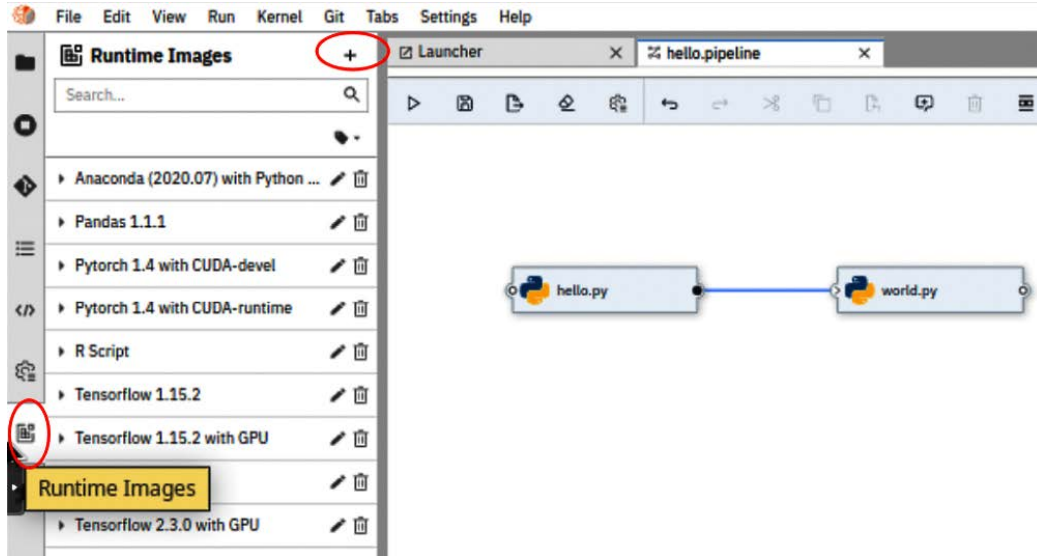 File Edit View Run Kernel Git Tabs Settings Help
Runtime Images +
Launcher
hello.pipeline
Search...
Anaconda (2020.07) with Python ...
Pandas 1.1.1
Pytorch 1.4 with CUDA-devel
Pytorch 1.4 with CUDA-runtime
R Script
Tensorflow 1.15.2
Tensorflow 1.15.2 with GPU
Runtime Images
Tensorflow 2.3.0 with GPU
hello.py
world.py